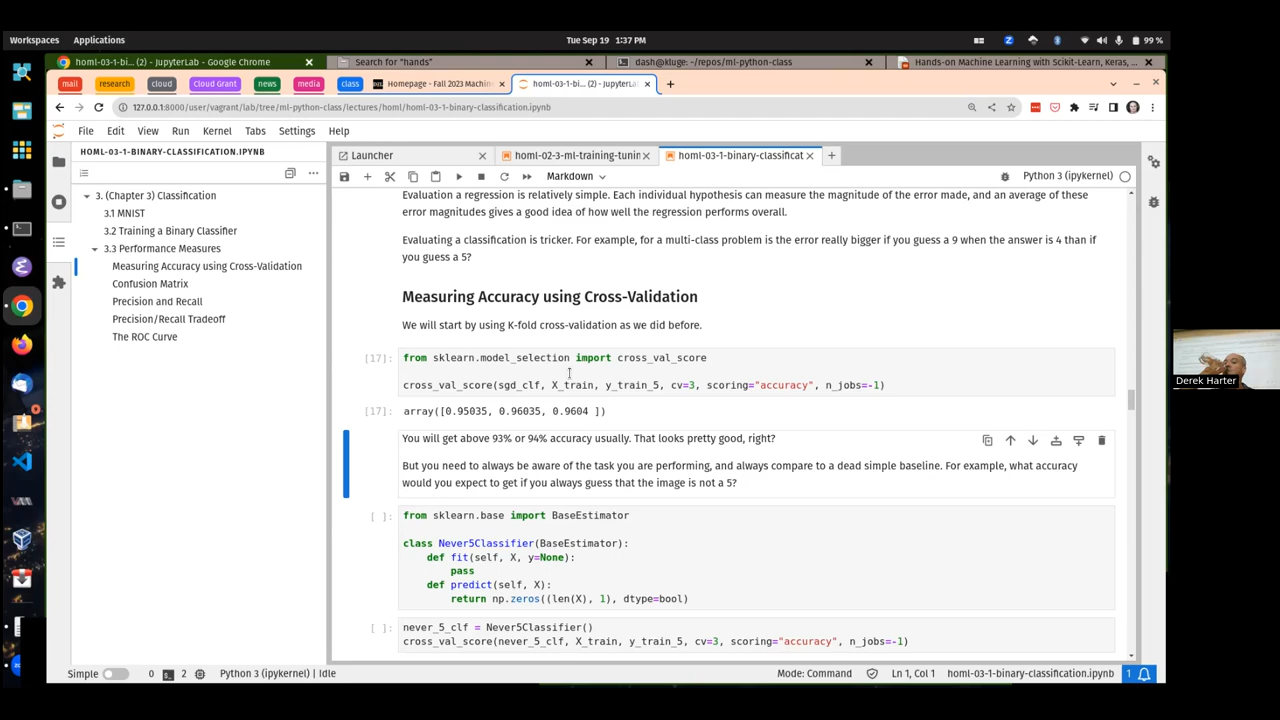 Workspaces Applications Tue Sep 19 1:37 PM 99 %
homl-03-1-bi... (2) - JupyterLab - Google Chrome Search for "hands" dash@kluge: ~/repos/ml-python-class Hands-on Machine Learning with Scikit-Learn, Keras, ...
mail research cloud Cloud Grant news media class Homepage - Fall 2023 Machin homl-03-1-bi... (2) - JupyterLa
127.0.0.1:8000/user/vagrant/lab/tree/ml-python-class/lectures/homl/homl-03-1-binary-classification.ipynb
File Edit View Run Kernel Tabs Settings Help
HOML-03-1-BINARY-CLASSIFICATION.IPYNB
3. (Chapter 3) Classification
3.1 MNIST
3.2 Training a Binary Classifier
3.3 Performance Measures
Measuring Accuracy using Cross-Validation
Confusion Matrix
Precision and Recall
Precision/Recall Tradeoff
The ROC Curve
Launcher homl-02-3-ml-training-tunin homl-03-1-binary-classificat
Markdown Python 3 (ipykernel)
Evaluation a regression is relatively simple. Each individual hypothesis can measure the magnitude of the error made, and an average of these
error magnitudes gives a good idea of how well the regression performs overall.
Evaluating a classification is tricker. For example, for a multi-class problem is the error really bigger if you guess a 9 when the answer is 4 than if
you guess a 5?
Measuring Accuracy using Cross-Validation
We will start by using K-fold cross-validation as we did before.
[17]: from sklearn.model_selection import cross_val_score
cross_val_score(sgd_clf, X_train, y_train_5, cv=3, scoring="accuracy", n_jobs=-1)
[17]: array([0.95035, 0.96035, 0.9604 ])
You will get above 93% or 94% accuracy usually. That looks pretty good, right?
But you need to always be aware of the task you are performing, and always compare to a dead simple baseline. For example, what accuracy
would you expect to get if you always guess that the image is not a 5?
[ ]: from sklearn.base import BaseEstimator
class Never5Classifier(BaseEstimator):
def fit(self, X, y=None):
pass
def predict(self, X):
return np.zeros((len(X), 1), dtype=bool)
[ ]: never_5_clf = Never5Classifier()
cross_val_score(never_5_clf, X_train, y_train_5, cv=3, scoring="accuracy", n_jobs=-1)
Derek Harter
Simple 0 2 Python 3 (ipykernel) | Idle Mode: Command Ln 1, Col 1 homl-03-1-binary-classification.ipynb 1